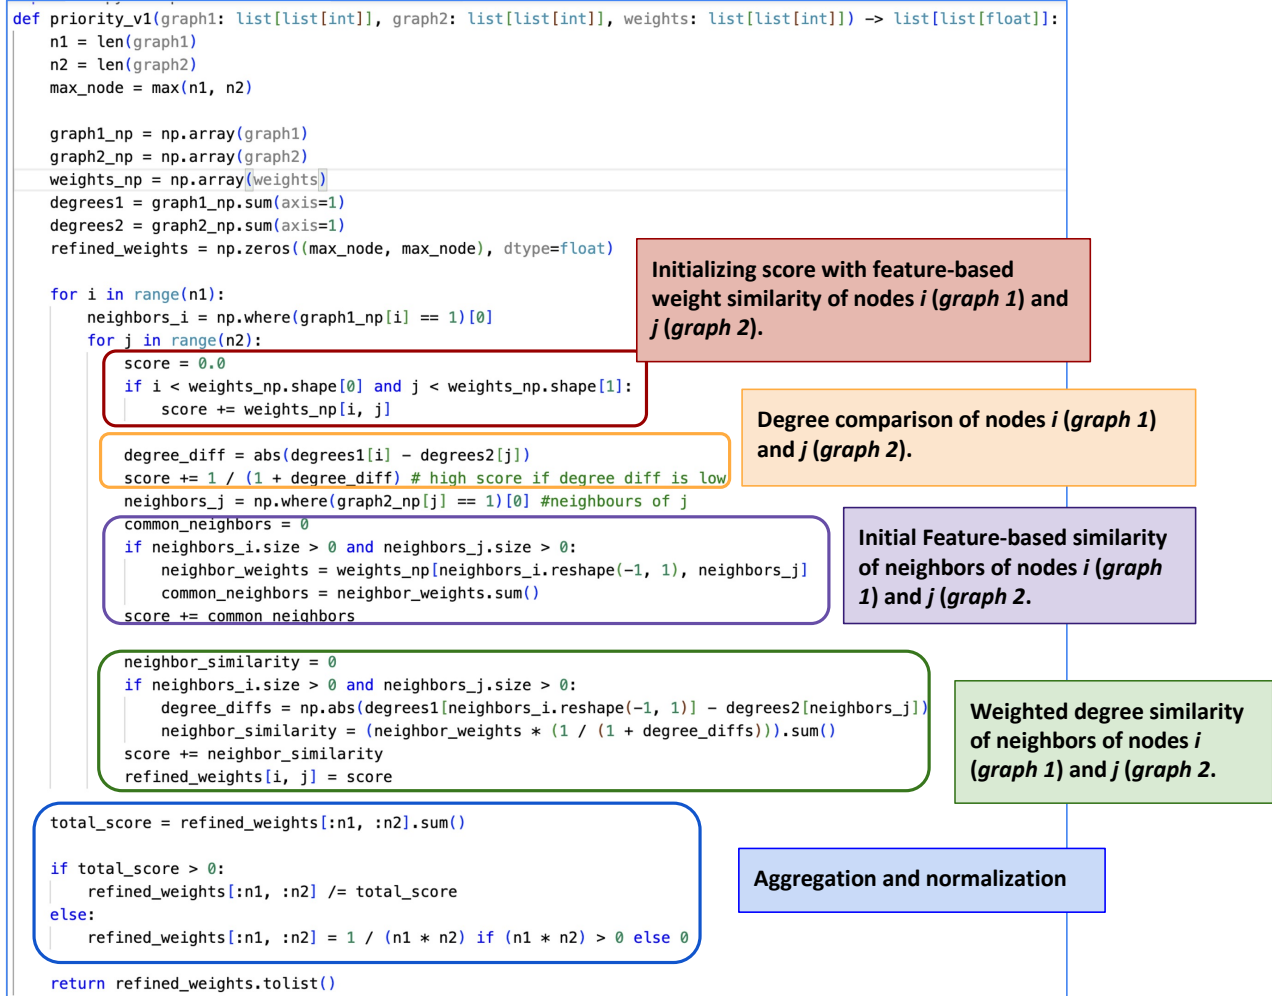 def priority_v1(graph1: list[list[int]], graph2: list[list[int]], weights: list[list[int]]) -> list[list[float]]:
    n1 = len(graph1)
    n2 = len(graph2)
    max_node = max(n1, n2)

    graph1_np = np.array(graph1)
    graph2_np = np.array(graph2)
    weights_np = np.array(weights)
    degrees1 = graph1_np.sum(axis=1)
    degrees2 = graph2_np.sum(axis=1)
    refined_weights = np.zeros((max_node, max_node), dtype=float)

    for i in range(n1):
        neighbors_i = np.where(graph1_np[i] == 1)[0]
        for j in range(n2):
            score = 0.0
            if i < weights_np.shape[0] and j < weights_np.shape[1]:
                score += weights_np[i, j]
Initializing score with feature-based
weight similarity of nodes i (graph 1) and
j (graph 2).

            degree_diff = abs(degrees1[i] - degrees2[j])
            score += 1 / (1 + degree_diff) # high score if degree diff is low
Degree comparison of nodes i (graph 1)
and j (graph 2).
            neighbors_j = np.where(graph2_np[j] == 1)[0] #neighbours of j
            common_neighbors = 0
            if neighbors_i.size > 0 and neighbors_j.size > 0:
                neighbor_weights = weights_np[neighbors_i.reshape(-1, 1), neighbors_j]
                common_neighbors = neighbor_weights.sum()
            score += common_neighbors
Initial Feature-based similarity
of neighbors of nodes i (graph
1) and j (graph 2.

            neighbor_similarity = 0
            if neighbors_i.size > 0 and neighbors_j.size > 0:
                degree_diffs = np.abs(degrees1[neighbors_i.reshape(-1, 1)] - degrees2[neighbors_j])
                neighbor_similarity = (neighbor_weights * (1 / (1 + degree_diffs))).sum()
            score += neighbor_similarity
            refined_weights[i, j] = score
Weighted degree similarity
of neighbors of nodes i
(graph 1) and j (graph 2.

    total_score = refined_weights[:n1, :n2].sum()

    if total_score > 0:
        refined_weights[:n1, :n2] /= total_score
    else:
        refined_weights[:n1, :n2] = 1 / (n1 * n2) if (n1 * n2) > 0 else 0
Aggregation and normalization

    return refined_weights.tolist()